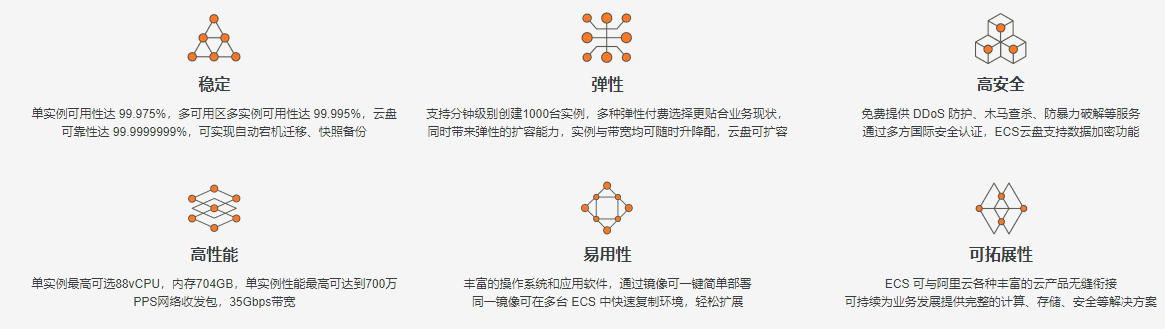 稳定
单实例可用性达 99.975%，多可用区多实例可用性达 99.995%，云盘
可靠性达 99.9999999%，可实现自动宕机迁移、快照备份
弹性
支持分钟级别创建1000台实例，多种弹性付费选择更贴合业务现状，
同时带来弹性的扩容能力，实例与带宽均可随时升降配，云盘可扩容
高安全
免费提供 DDoS 防护、木马查杀、防暴力破解等服务
通过多方国际安全认证，ECS云盘支持数据加密功能
高性能
单实例最高可选88vCPU，内存704GB，单实例性能最高可达到700万
PPS网络收发包，35Gbps带宽
易用性
丰富的操作系统和应用软件，通过镜像可一键简单部署
同一镜像可在多台 ECS 中快速复制环境，轻松扩展
可拓展性
ECS 可与阿里云各种丰富的云产品无缝衔接
可持续为业务发展提供完整的计算、存储、安全等解决方案